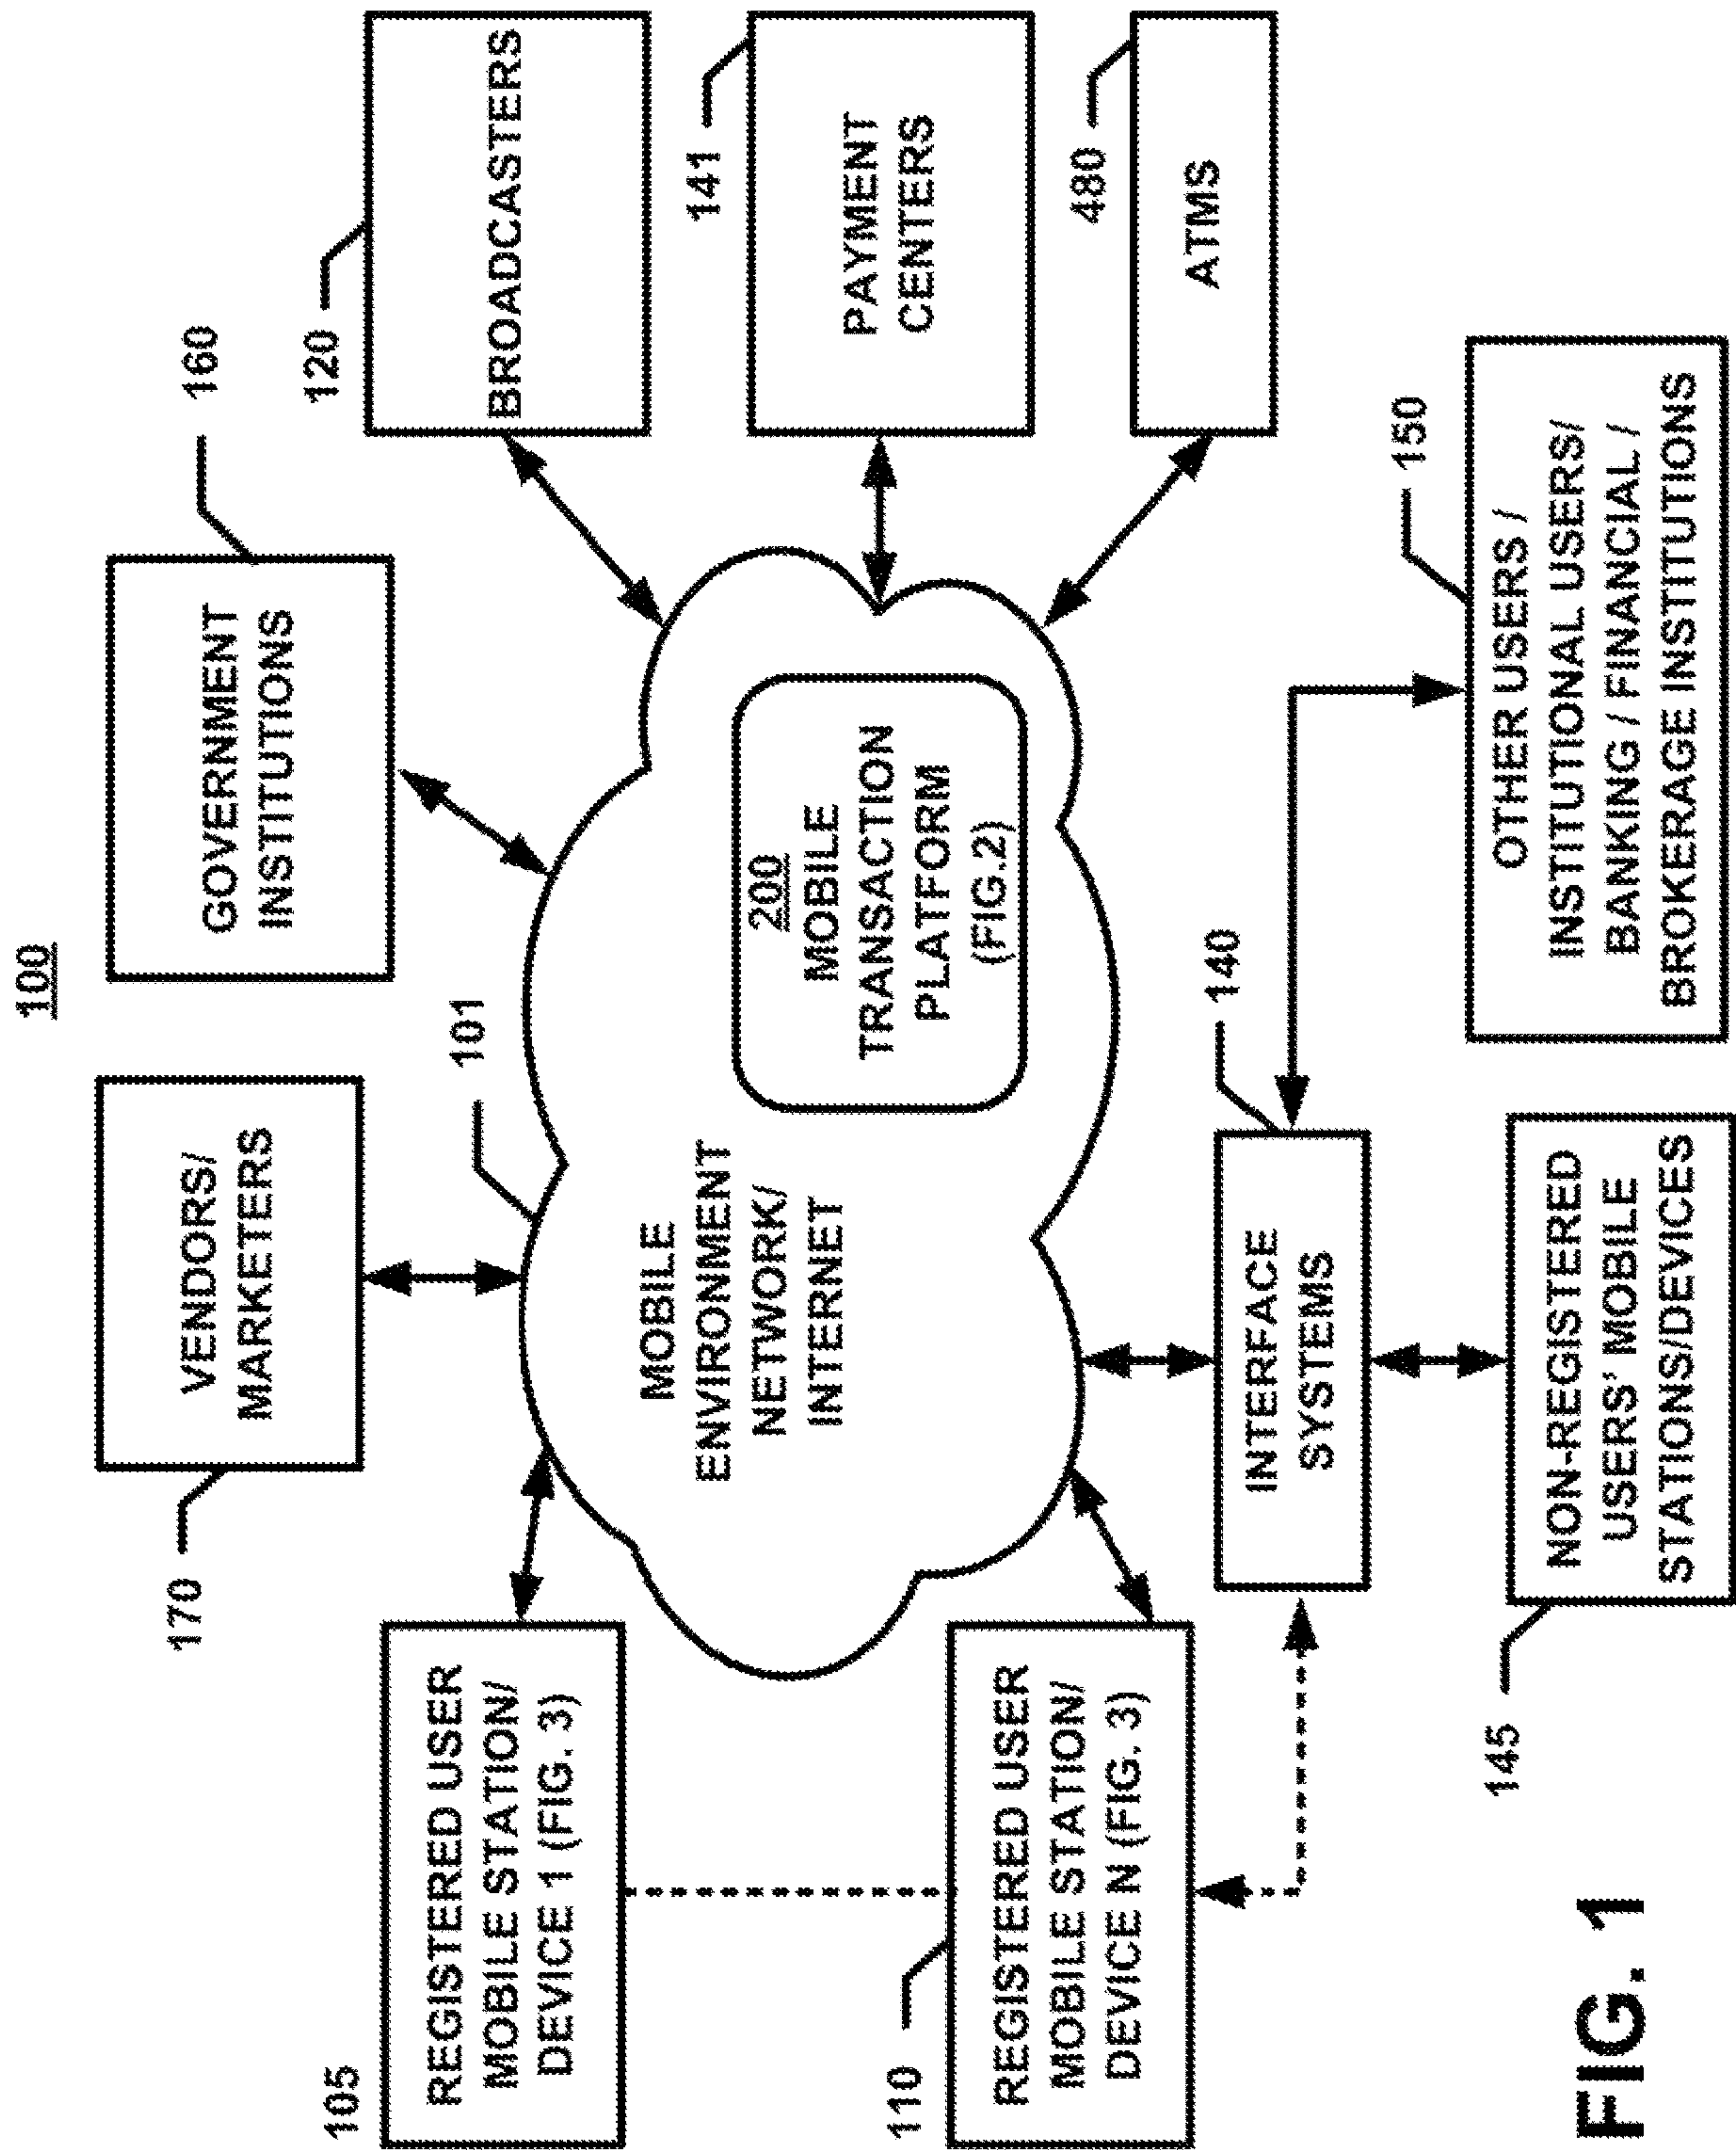 100
170
VENDORS/
MARKETERS
GOVERNMENT
INSTITUTIONS
160
105
REGISTERED USER
MOBILE STATION/
DEVICE 1 (FIG. 3)
101
120
BROADCASTERS
MOBILE
ENVIRONMENT
NETWORK/
INTERNET
200
MOBILE
TRANSACTION
PLATFORM
(FIG.2)
141
PAYMENT
CENTERS
110
REGISTERED USER
MOBILE STATION/
DEVICE N (FIG. 3)
480
ATMS
140
INTERFACE
SYSTEMS
150
145
NON-REGISTERED
USERS' MOBILE
STATIONS/DEVICES
OTHER USERS /
INSTITUTIONAL USERS/
BANKING / FINANCIAL /
BROKERAGE INSTITUTIONS
FIG. 1